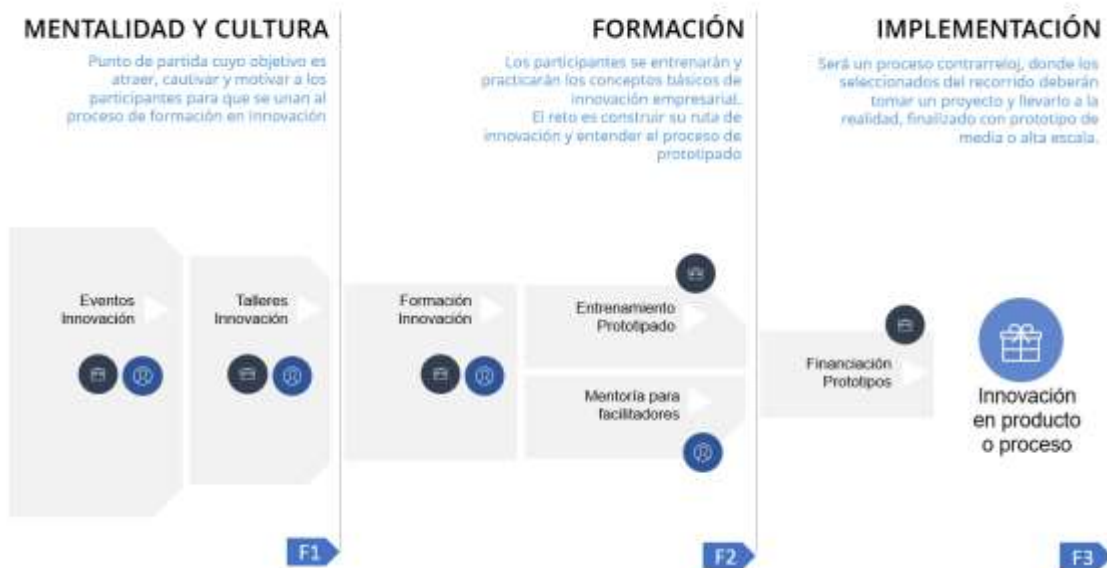 MENTALIDAD Y CULTURA
Punto de partida cuyo objetivo es
atraer, cautivar y motivar a los
participantes para que se unan al
proceso de formación en innovación
Eventos
Innovación
Talleres
Innovación
F1
FORMACIÓN
Los participantes se entrenarán y
practicarán los conceptos básicos de
innovación empresarial.
El reto es construir su ruta de
innovación y entender el proceso de
prototipado
Formación
Innovación
Entrenamiento
Prototipado
Mentoría para
facilitadores
F2
IMPLEMENTACIÓN
Será un proceso contrarreloj, donde los
seleccionados del recorrido deberán
tomar un proyecto y llevarlo a la
realidad, finalizado con prototipo de
media o alta escala.
Financiación
Prototipos
Innovación
en producto
o proceso
F3